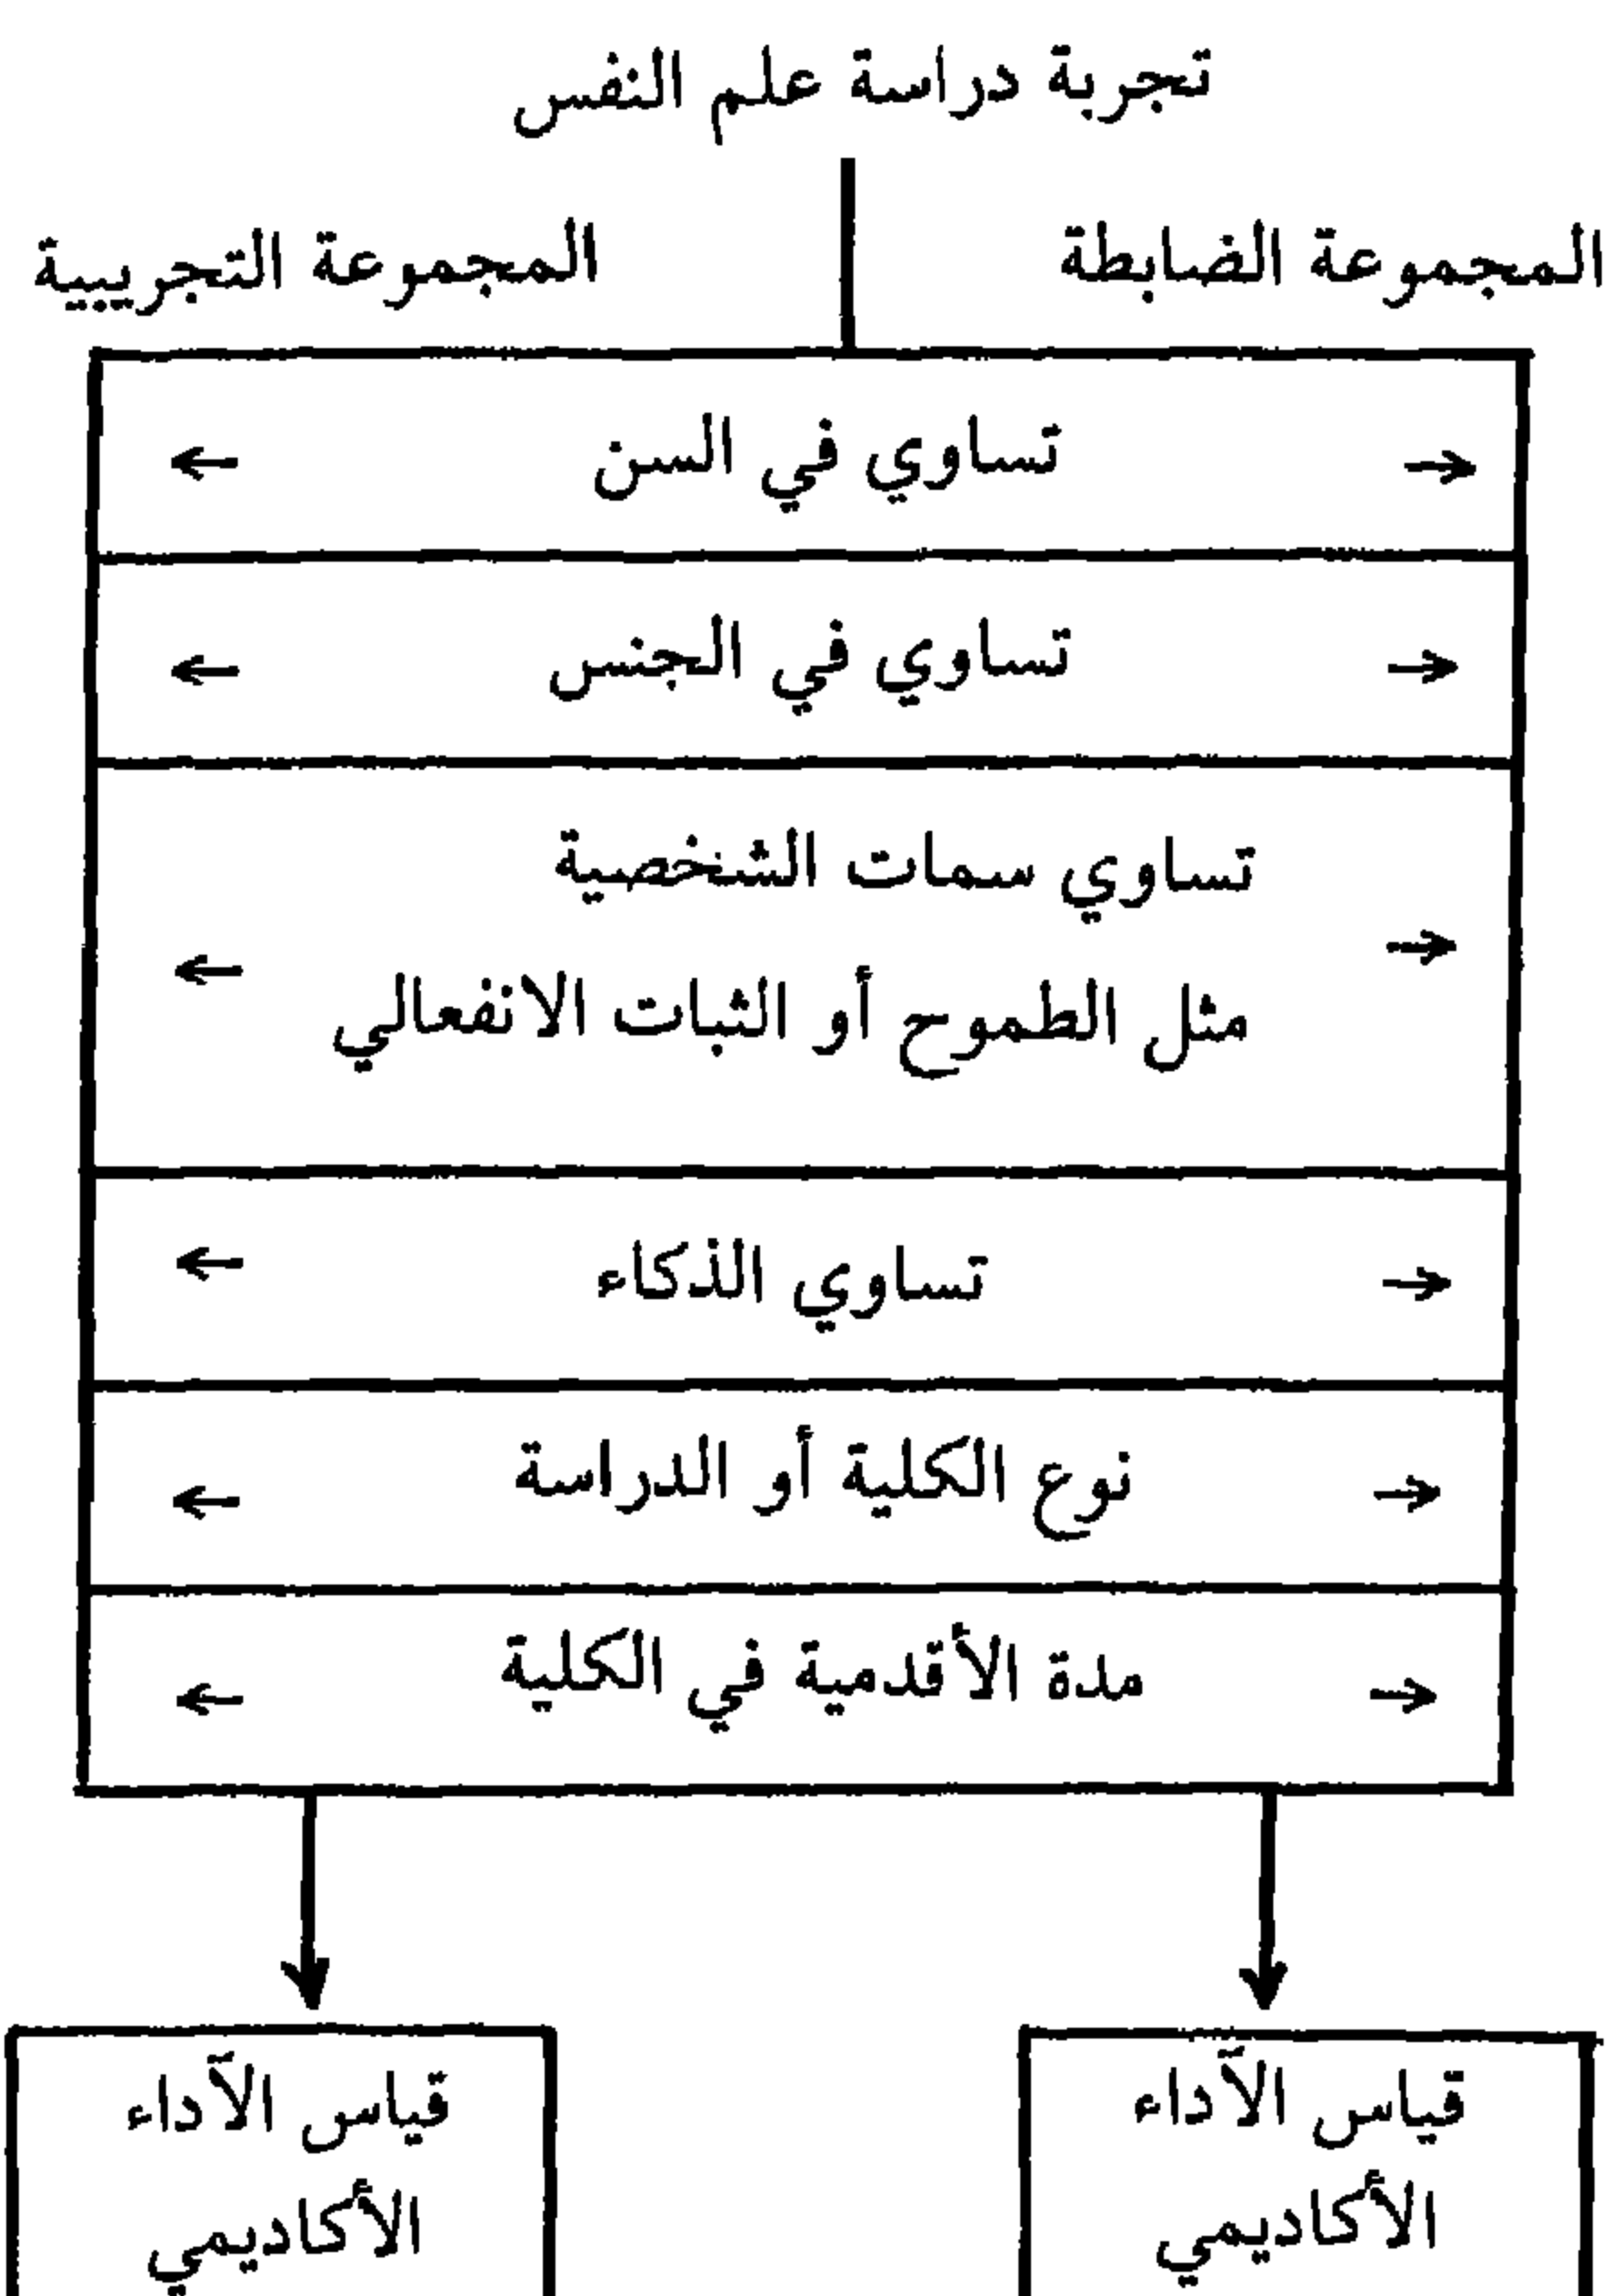 تجربة دراسة علم النفس
المجموعة الضابطة
المجموعة التجريبية
تساوي في السن
تساوي في الجنس
تساوي سمات الشخصية
مثل الطموح أو الثبات الانفعالي
تساوي الذكاء
نوع الكلية أو الدراسة
مدة الأقدمية في الكلية
قياس الآداء
الأكاديمي
قياس الآداء
الأكاديمي